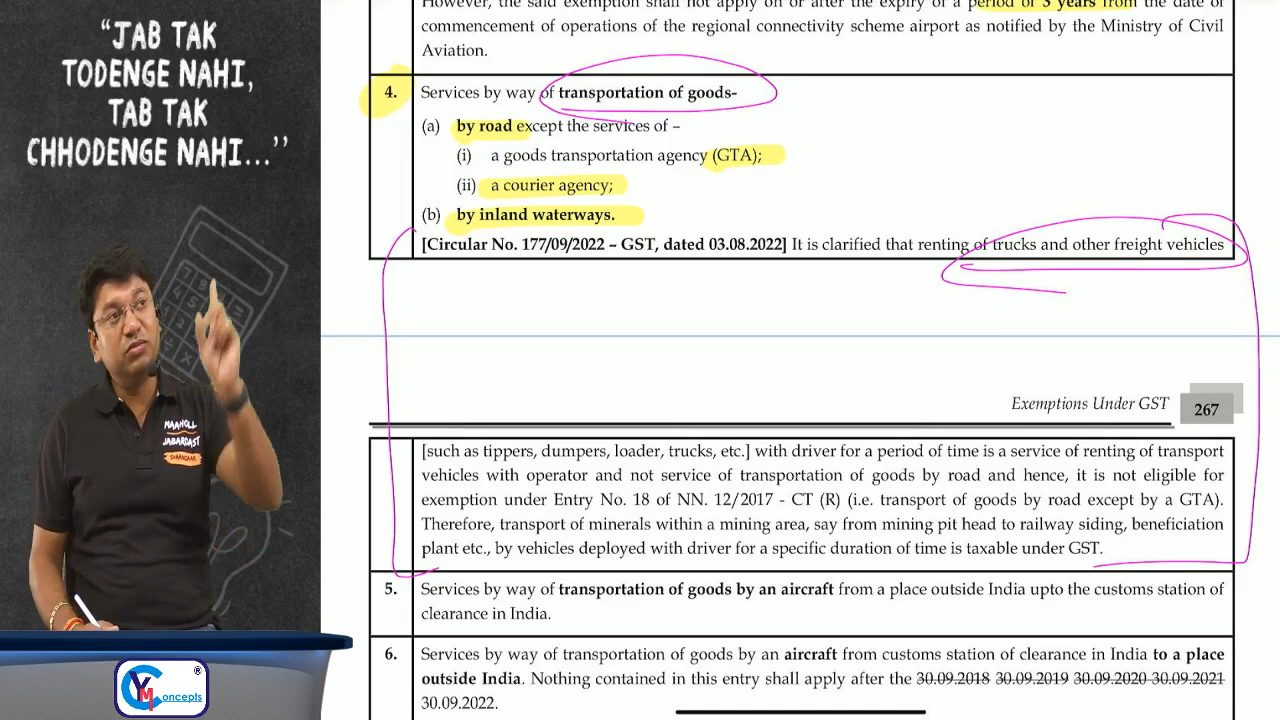 “JAB TAK
TODENGE NAHI,
TAB TAK
CHHODENGE NAHI...’’
However, the said exemption shall not apply on or after the expiry of a period of 3 years from the date of
commencement of operations of the regional connectivity scheme airport as notified by the Ministry of Civil
Aviation.
4. Services by way of transportation of goods-
(a) by road except the services of –
(i) a goods transportation agency (GTA);
(ii) a courier agency;
(b) by inland waterways.
[Circular No. 177/09/2022 – GST, dated 03.08.2022] It is clarified that renting of trucks and other freight vehicles
Exemptions Under GST 267
[such as tippers, dumpers, loader, trucks, etc.] with driver for a period of time is a service of renting of transport
vehicles with operator and not service of transportation of goods by road and hence, it is not eligible for
exemption under Entry No. 18 of NN. 12/2017 - CT (R) (i.e. transport of goods by road except by a GTA).
Therefore, transport of minerals within a mining area, say from mining pit head to railway siding, beneficiation
plant etc., by vehicles deployed with driver for a specific duration of time is taxable under GST.
5. Services by way of transportation of goods by an aircraft from a place outside India upto the customs station of
clearance in India.
6. Services by way of transportation of goods by an aircraft from customs station of clearance in India to a place
outside India. Nothing contained in this entry shall apply after the 30.09.2018 30.09.2019 30.09.2020 30.09.2021
30.09.2022.
MAAHOLL
JABARDAST
DHAANSAAR
CYM Concepts ®